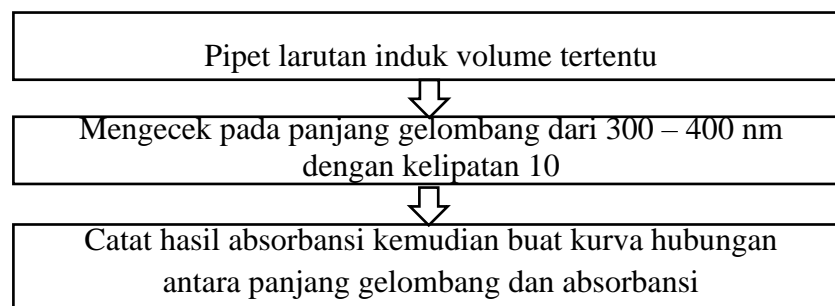 Pipet larutan induk volume tertentu
Mengecek pada panjang gelombang dari 300 – 400 nm
dengan kelipatan 10
Catat hasil absorbansi kemudian buat kurva hubungan
antara panjang gelombang dan absorbansi